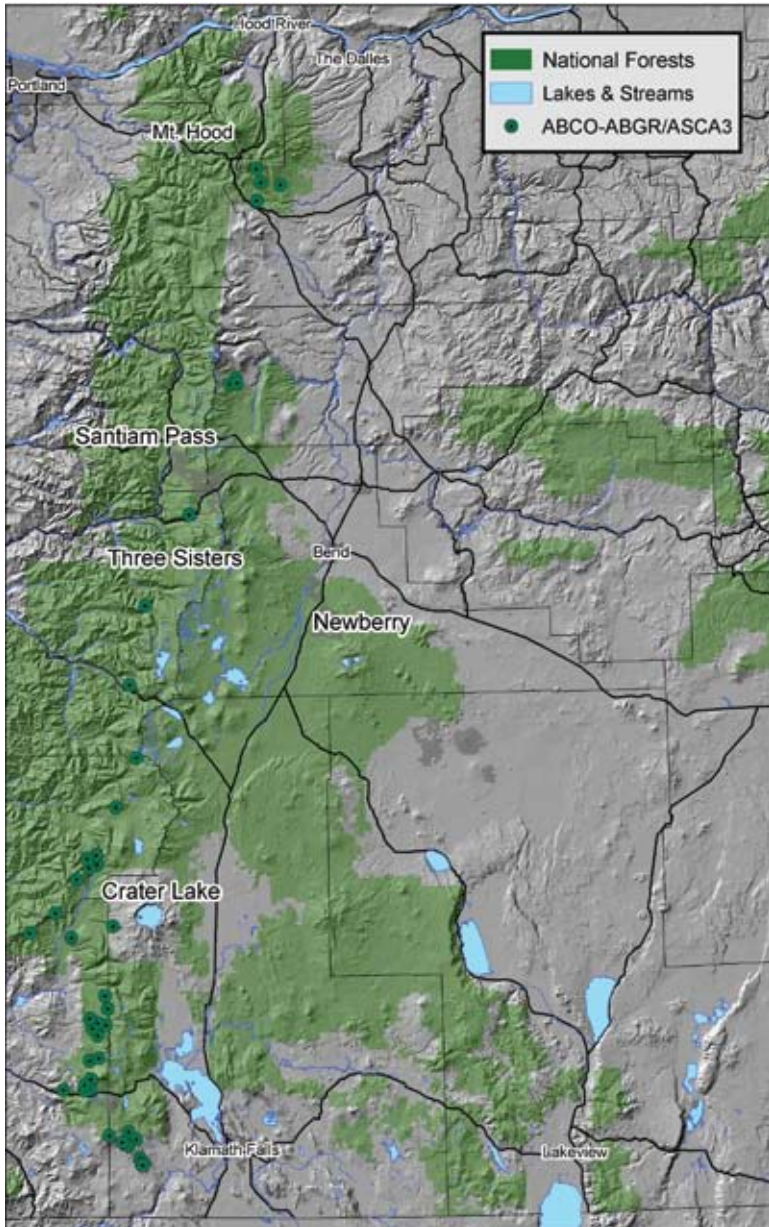 Hood River
The Dalles
Portland
Mt. Hood
National Forests
Lakes & Streams
ABCO-ABGR/ASCA3
Santiam Pass
Three Sisters
Bend
Newberry
Crater Lake
Klamath Falls
Lakeview